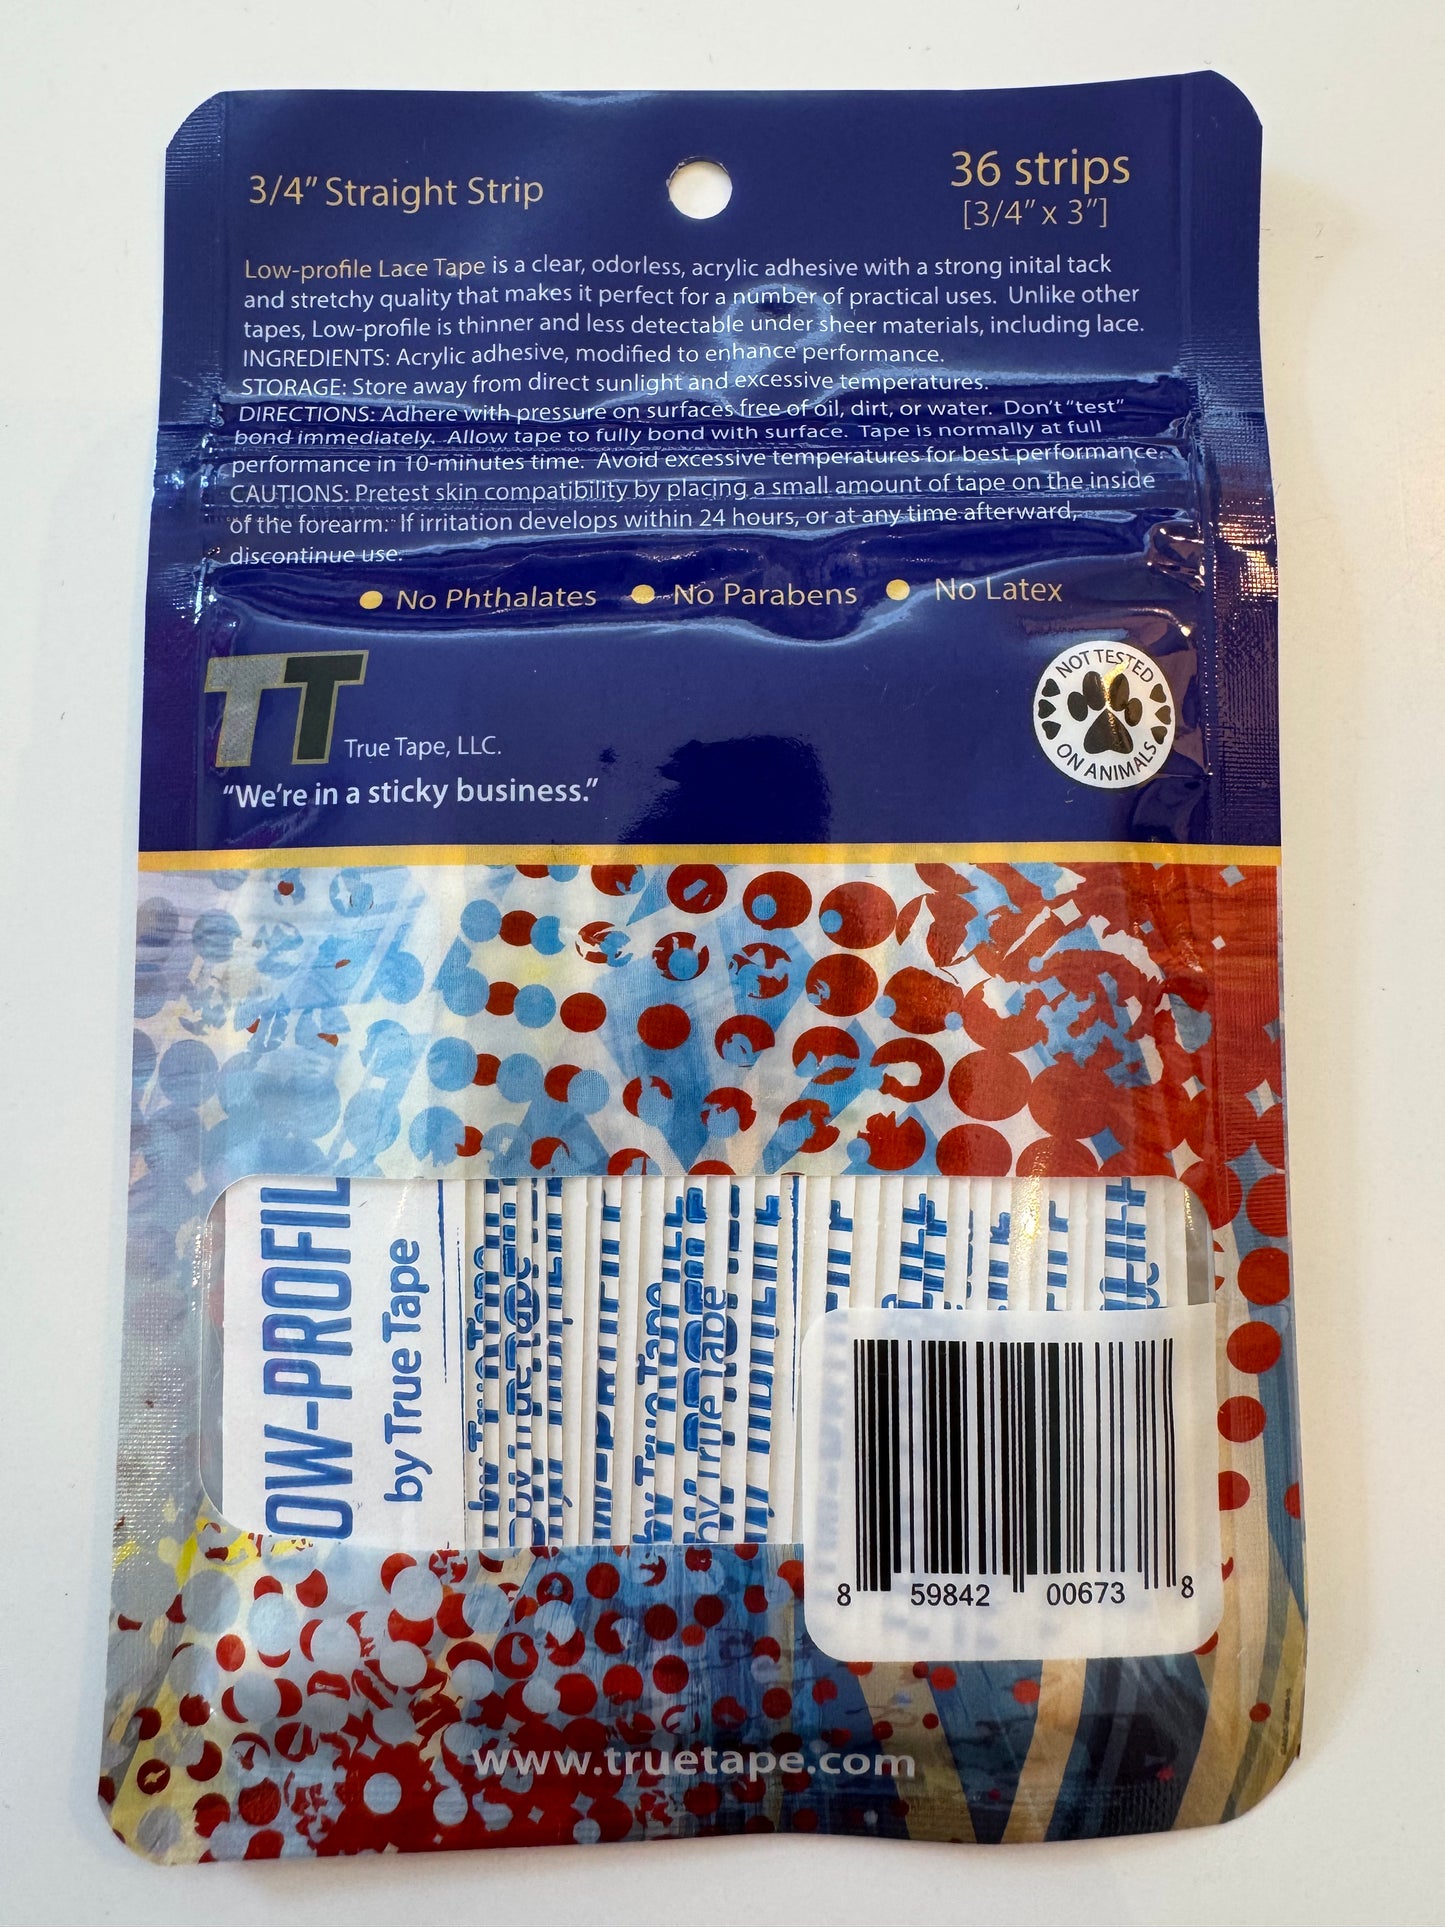 3/4” Straight Strip
36 strips
[3/4” x 3”]
Low-profile Lace Tape is a clear, odorless, acrylic adhesive with a strong inital tack
and stretchy quality that makes it perfect for a number of practical uses. Unlike other
tapes, Low-profile is thinner and less detectable under sheer materials, including lace.
INGREDIENTS: Acrylic adhesive, modified to enhance performance.
STORAGE: Store away from direct sunlight and excessive temperatures.
DIRECTIONS: Adhere with pressure on surfaces free of oil, dirt, or water. Don’t “test”
bond immediately. Allow tape to fully bond with surface. Tape is normally at full
performance in 10-minutes time. Avoid excessive temperatures for best performance.
CAUTIONS: Pretest skin compatibility by placing a small amount of tape on the inside
of the forearm. If irritation develops within 24 hours, or at any time afterward,
discontinue use.
No Phthalates
No Parabens
No Latex
TT
True Tape, LLC.
“We’re in a sticky business.”
NOT TESTED
ON ANIMALS
OW-PROFIL
by True Tape
8 59842 00673 8
www.truetape.com